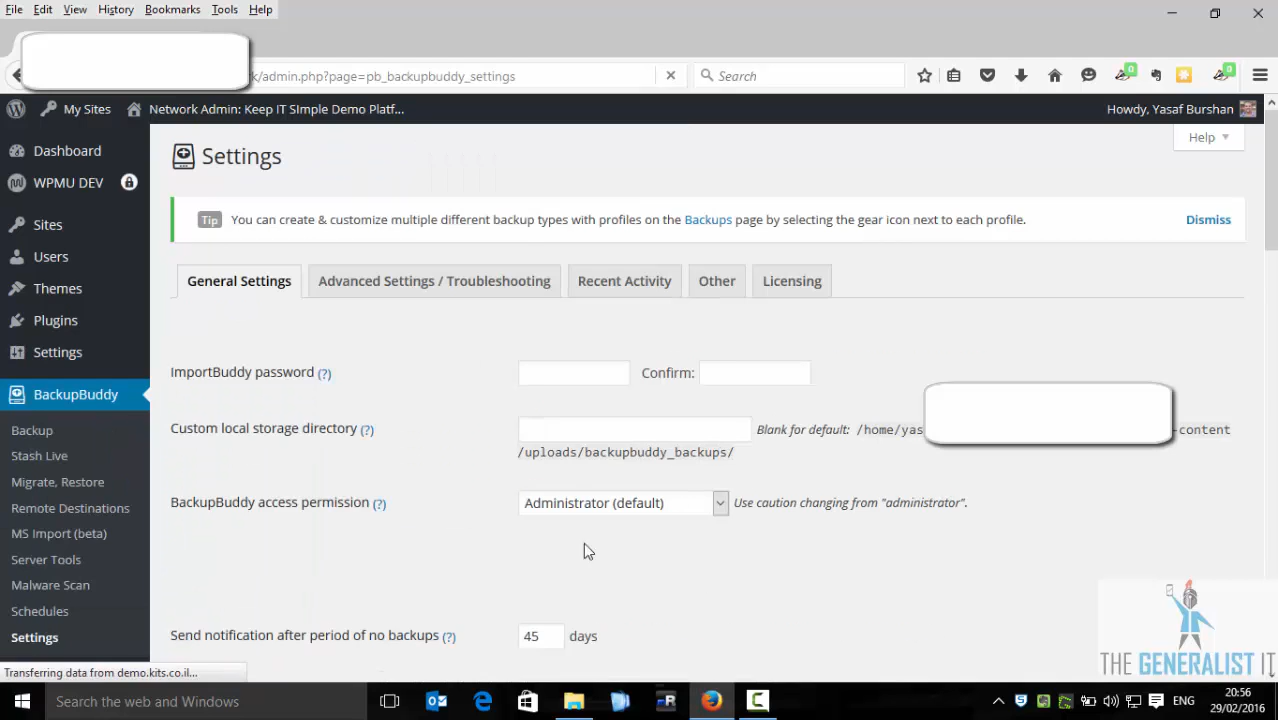 File Edit View History Bookmarks Tools Help
k/admin.php?page=pb_backupbuddy_settings
Search
0
0
My Sites
Network Admin: Keep IT SImple Demo Platf...
Howdy, Yasaf Burshan
Dashboard
WPMU DEV
Sites
Users
Themes
Plugins
Settings
BackupBuddy
Backup
Stash Live
Migrate, Restore
Remote Destinations
MS Import (beta)
Server Tools
Malware Scan
Schedules
Settings
Help
Settings
Tip You can create & customize multiple different backup types with profiles on the Backups page by selecting the gear icon next to each profile. Dismiss
General Settings Advanced Settings / Troubleshooting Recent Activity Other Licensing
ImportBuddy password (?) Confirm:
Custom local storage directory (?) Blank for default: /home/yas -content
/uploads/backupbuddy_backups/
BackupBuddy access permission (?) Administrator (default) Use caution changing from "administrator".
Send notification after period of no backups (?) 45 days
THE GENERALIST IT
Transferring data from demo.kits.co.il...
Search the web and Windows
ENG
20:56
29/02/2016